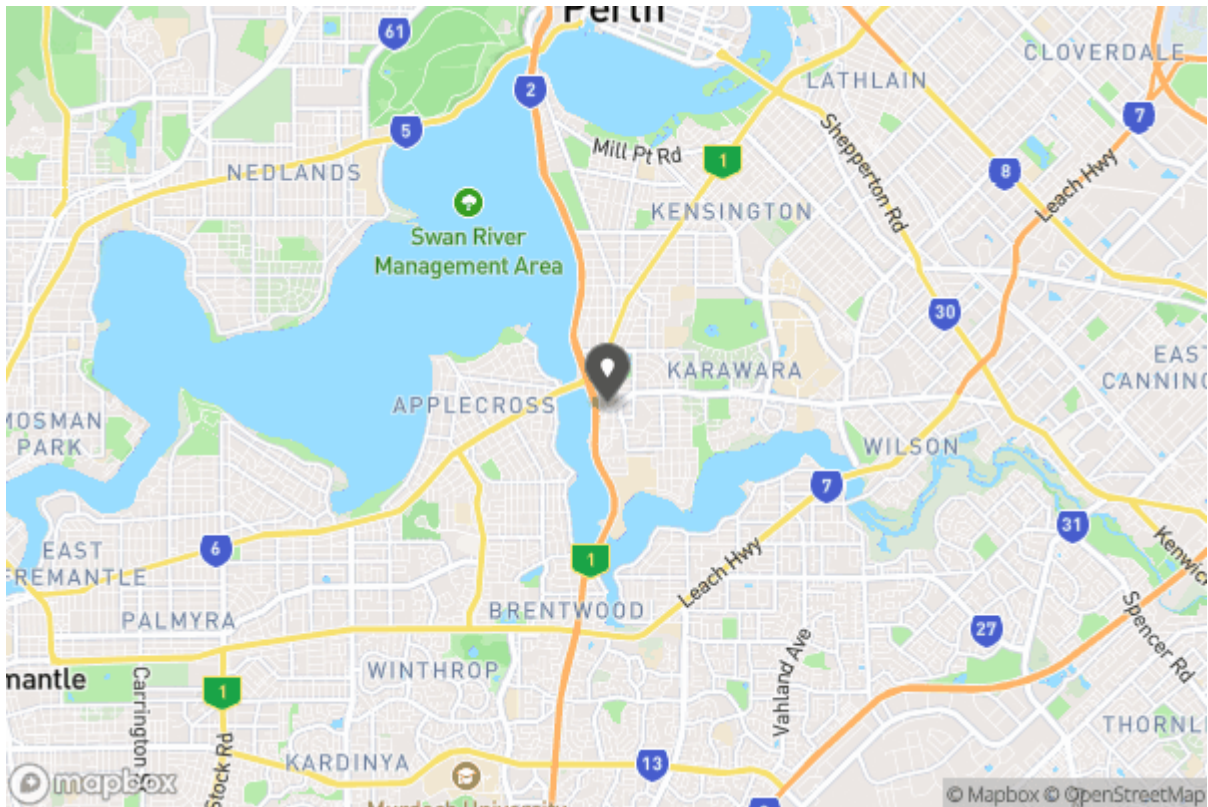 Perth
61
CLOVERDALE
LATHLAIN
2
7
5
Mill Pt Rd
1
Shepperton Rd
8
NEDLANDS
Leach Hwy
KENSINGTON
Swan River
Management Area
30
KARAWARA
EAST
CANNING
APPLECROSS
MOSMAN
PARK
WILSON
7
31
6
EAST
FREMANTLE
1
Leach Hwy
Kenwick
BRENTWOOD
PALMYRA
27
Spencer Rd
WINTHROP
Vahland Ave
mantle
Carrington St
1
Stock Rd
THORNLI
KARDINYA
13
Murdoch University
mapbox
© Mapbox © OpenStreetMap